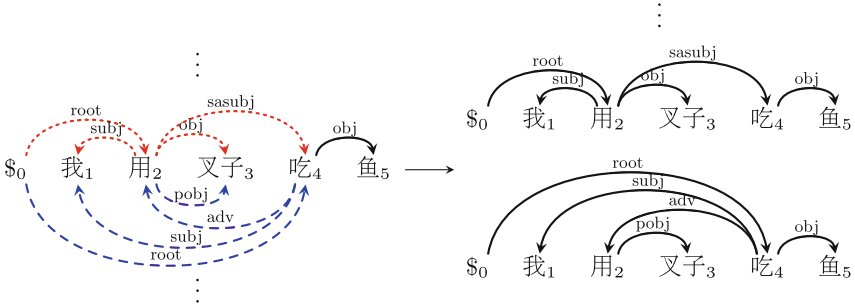 root
subj
obj
sasubj
obj
$0 我1 用2 叉子3 吃4 鱼5
pobj
adv
subj
root
root
subj
obj
sasubj
obj
$0 我1 用2 叉子3 吃4 鱼5
root
subj
adv
pobj
obj
$0 我1 用2 叉子3 吃4 鱼5